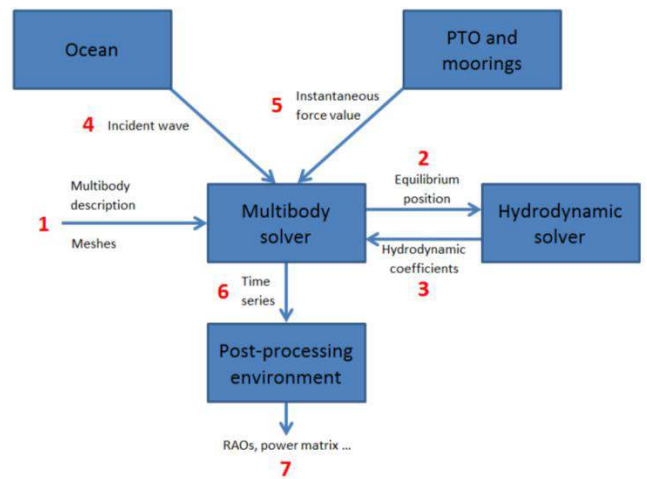 Ocean
PTO and
moorings
4 Incident wave
5 Instantaneous
force value
2
Equilibrium
position
1
Multibody
description
Meshes
Multibody
solver
Hydrodynamic
solver
Hydrodynamic
coefficients
3
6 Time
series
Post-processing
environment
RAOs, power matrix ...
7